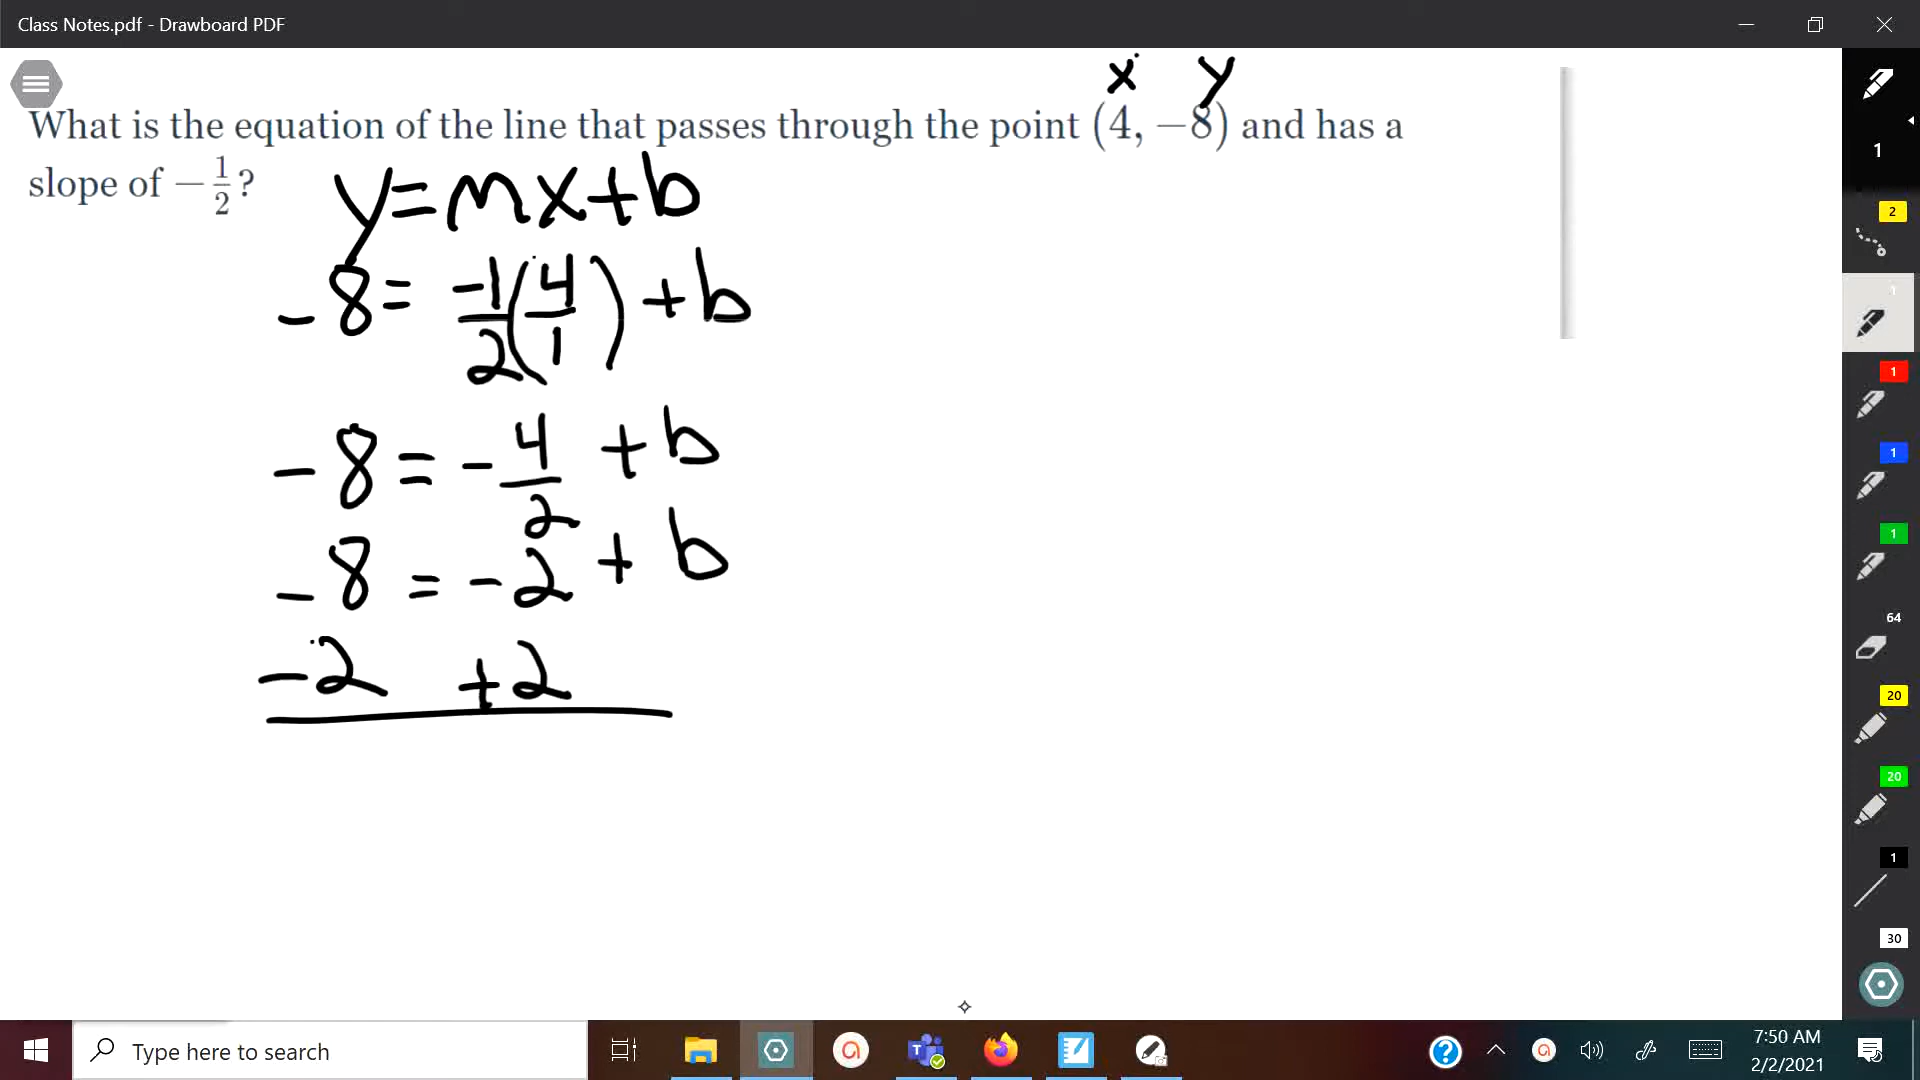 Class Notes.pdf - Drawboard PDF
x y
What is the equation of the line that passes through the point (4, −8) and has a
slope of −1/2?
y=mx+b
-8= -1/2(4/1)+b
-8=-4/2+b
-8=-2+b
-2 +2
1
2
1
1
1
1
64
20
20
1
30
Type here to search
7:50 AM
2/2/2021